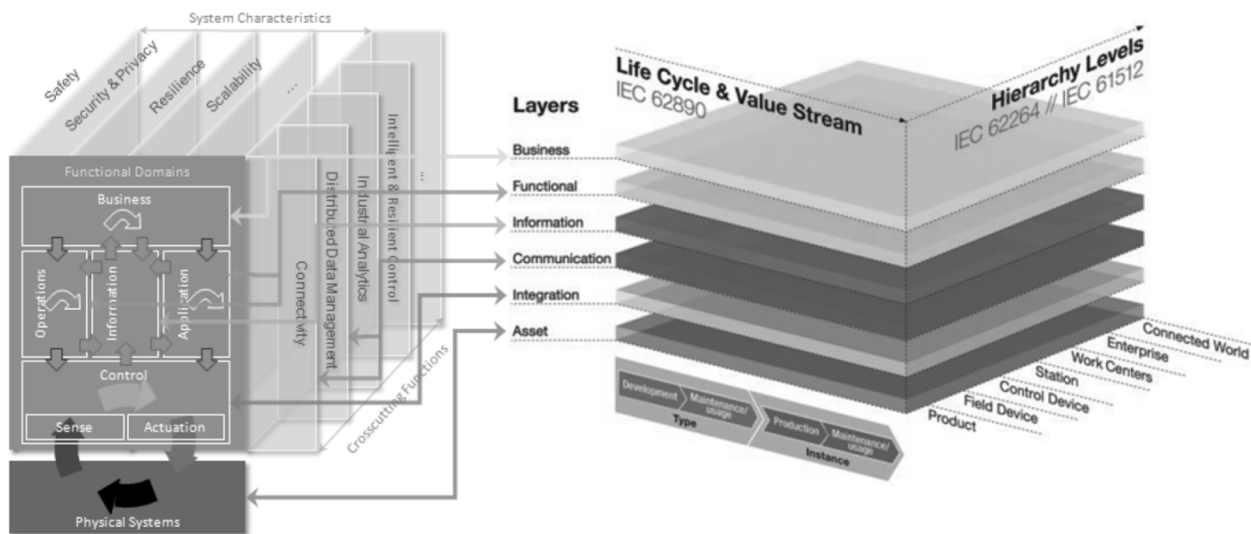 System Characteristics
Safety
Security & Privacy
Resilience
Scalability
...
Functional Domains
Business
Operations
Information
Application
Control
Sense
Actuation
Physical Systems
Connectivity
Distributed Data Management
Industrial Analytics
Intelligent & Resilient Control
...
Crosscutting Functions
Layers
Business
Functional
Information
Communication
Integration
Asset
Life Cycle & Value Stream
IEC 62890
Hierarchy Levels
IEC 62264 // IEC 61512
Connected World
Enterprise
Work Centers
Station
Control Device
Field Device
Product
Development
Maintenance/
usage
Type
Production
Maintenance/
usage
Instance